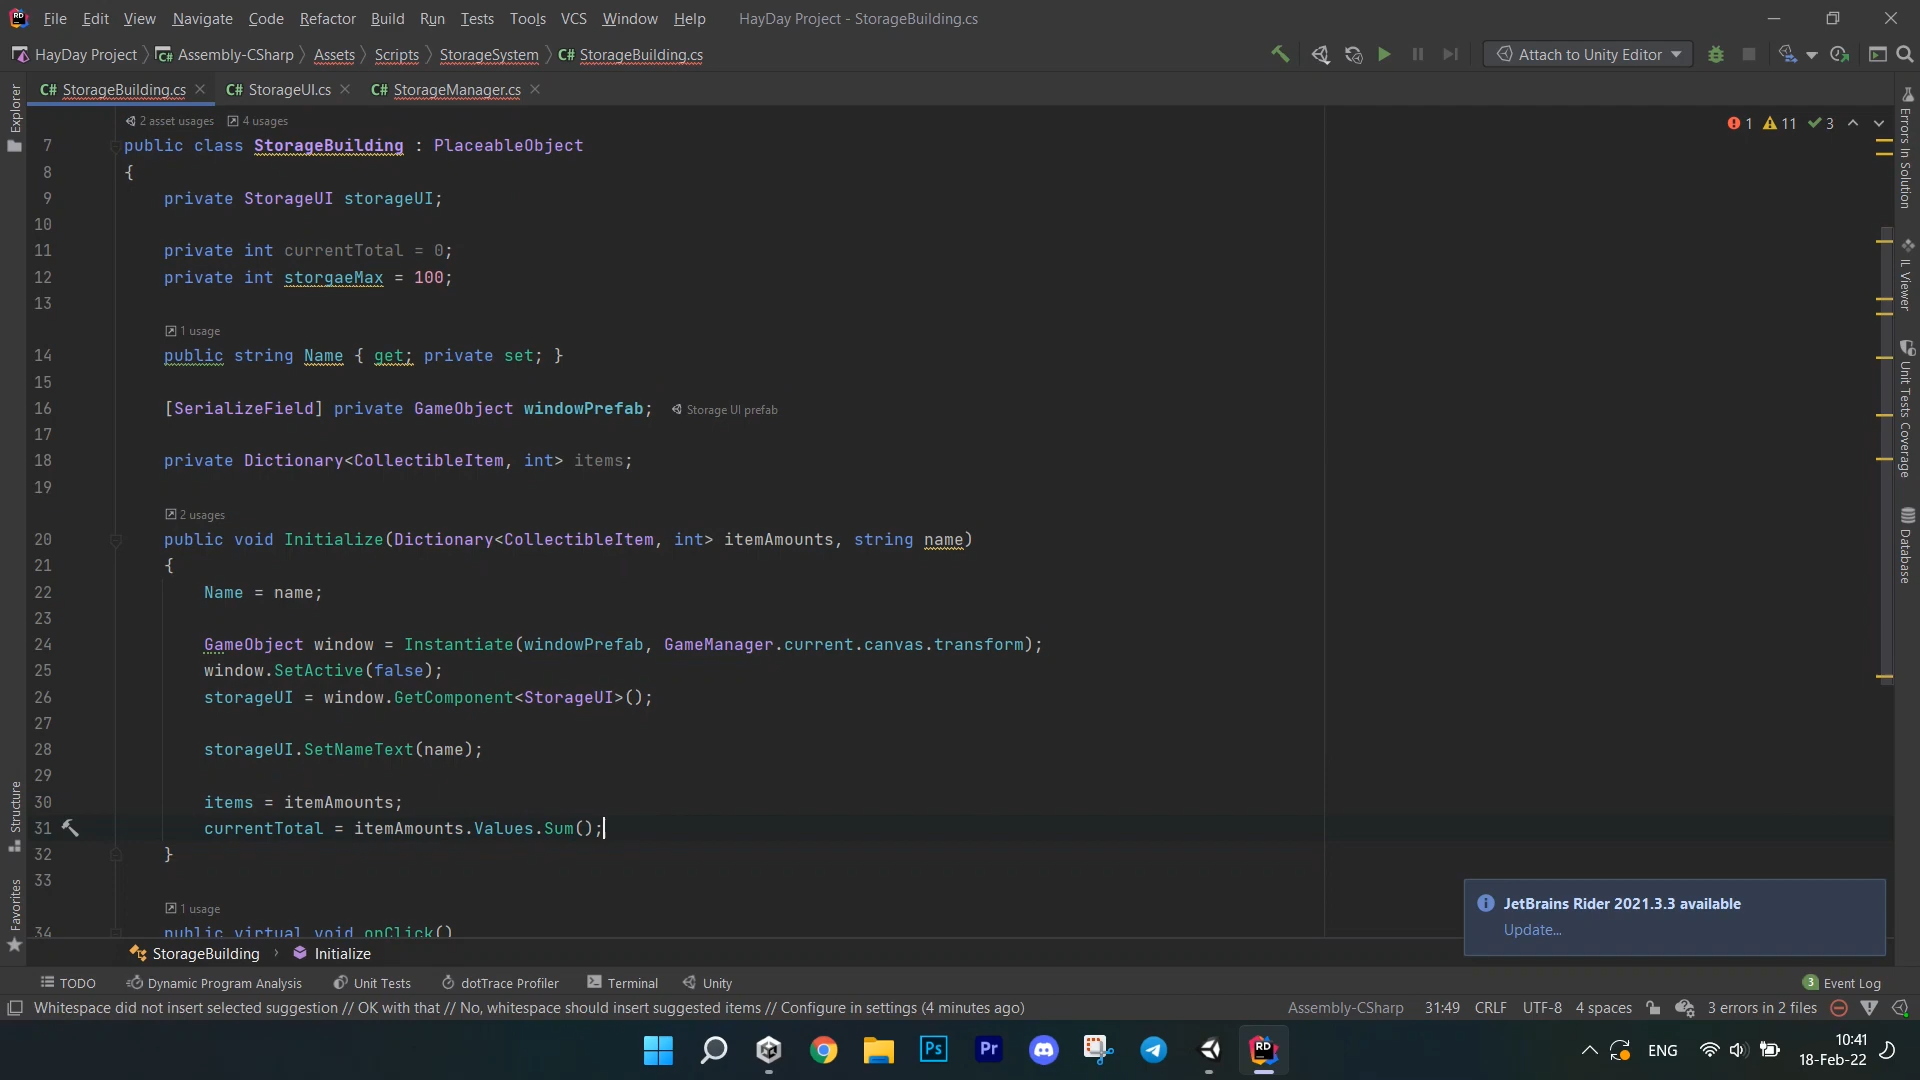 File Edit View Navigate Code Refactor Build Run Tests Tools VCS Window Help HayDay Project - StorageBuilding.cs
HayDay Project Assembly-CSharp Assets Scripts StorageSystem C# StorageBuilding.cs Attach to Unity Editor
C# StorageBuilding.cs C# StorageUI.cs C# StorageManager.cs
Explorer
Structure
Favorites
2 asset usages 4 usages
1 11 3
7 public class StorageBuilding : PlaceableObject
8 {
9 private StorageUI storageUI;
10
11 private int currentTotal = 0;
12 private int storgaeMax = 100;
13
1 usage
14 public string Name { get; private set; }
15
16 [SerializeField] private GameObject windowPrefab; Storage UI prefab
17
18 private Dictionary<CollectibleItem, int> items;
19
2 usages
20 public void Initialize(Dictionary<CollectibleItem, int> itemAmounts, string name)
21 {
22 Name = name;
23
24 GameObject window = Instantiate(windowPrefab, GameManager.current.canvas.transform);
25 window.SetActive(false);
26 storageUI = window.GetComponent<StorageUI>();
27
28 storageUI.SetNameText(name);
29
30 items = itemAmounts;
31 currentTotal = itemAmounts.Values.Sum();
32 }
33
1 usage
34 public virtual void onClick()
Errors In Solution
IL Viewer
Unit Tests Coverage
Database
JetBrains Rider 2021.3.3 available
Update...
StorageBuilding Initialize
TODO Dynamic Program Analysis Unit Tests dotTrace Profiler Terminal Unity 3 Event Log
Whitespace did not insert selected suggestion // OK with that // No, whitespace should insert suggested items // Configure in settings (4 minutes ago) Assembly-CSharp 31:49 CRLF UTF-8 4 spaces 3 errors in 2 files
Ps Pr RD ENG 10:41
18-Feb-22